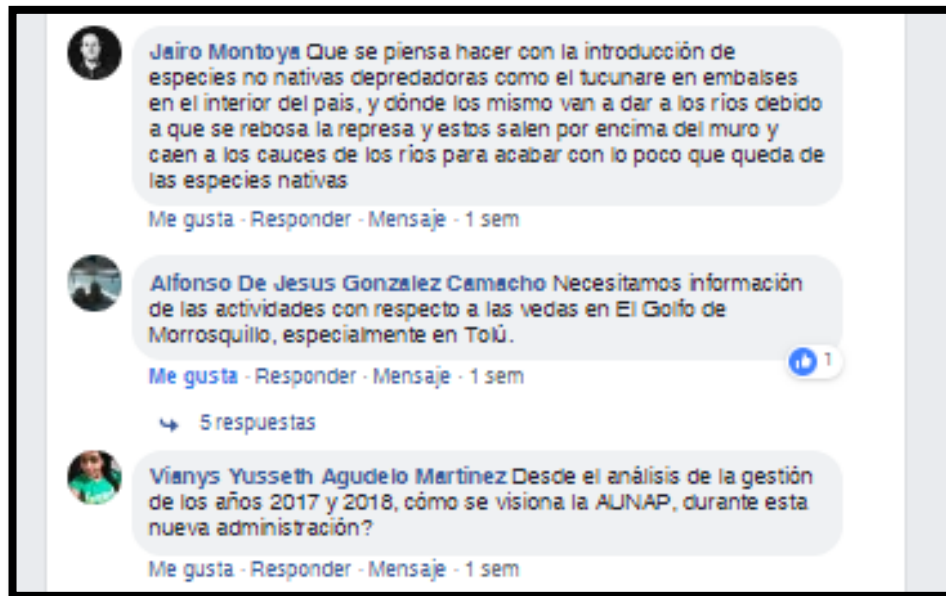 Jairo Montoya Que se piensa hacer con la introducción de
especies no nativas depredadoras como el tucunare en embalses
en el interior del pais, y dónde los mismo van a dar a los ríos debido
a que se rebosa la represa y estos salen por encima del muro y
caen a los cauces de los ríos para acabar con lo poco que queda de
las especies nativas
Me gusta · Responder · Mensaje · 1 sem
Alfonso De Jesus Gonzalez Camacho Necesitamos información
de las actividades con respecto a las vedas en El Golfo de
Morrosquillo, especialmente en Tolú.
1
Me gusta · Responder · Mensaje · 1 sem
5 respuestas
Vianys Yusseth Agudelo Martinez Desde el análisis de la gestión
de los años 2017 y 2018, cómo se visiona la AUNAP, durante esta
nueva administración?
Me gusta · Responder · Mensaje · 1 sem